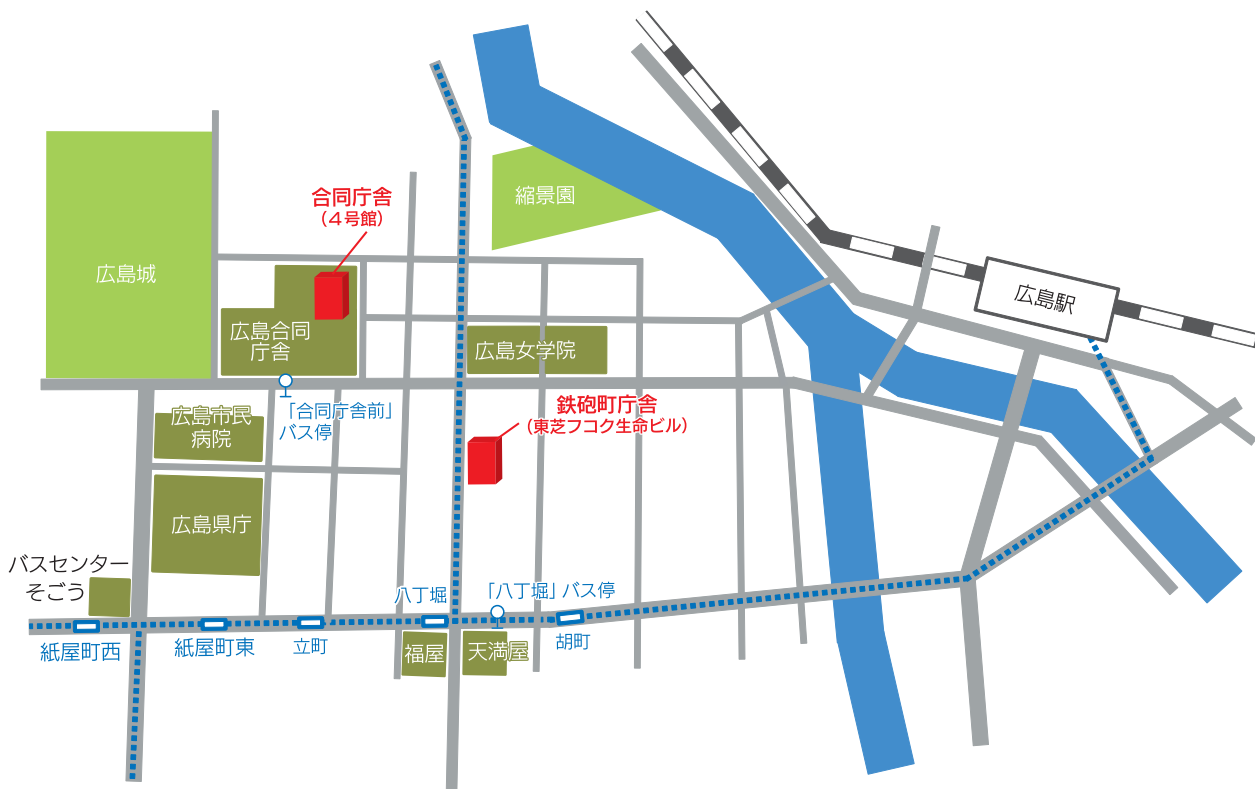 縮景園
合同庁舎
（４号館）
広島城
広島駅
広島合同
庁舎
広島女学院
「合同庁舎前」
バス停
鉄砲町庁舎
（東芝フコク生命ビル）
広島市民
病院
広島県庁
バスセンター
そごう
八丁堀
「八丁堀」バス停
紙屋町西
紙屋町東
立町
福屋
天満屋
胡町